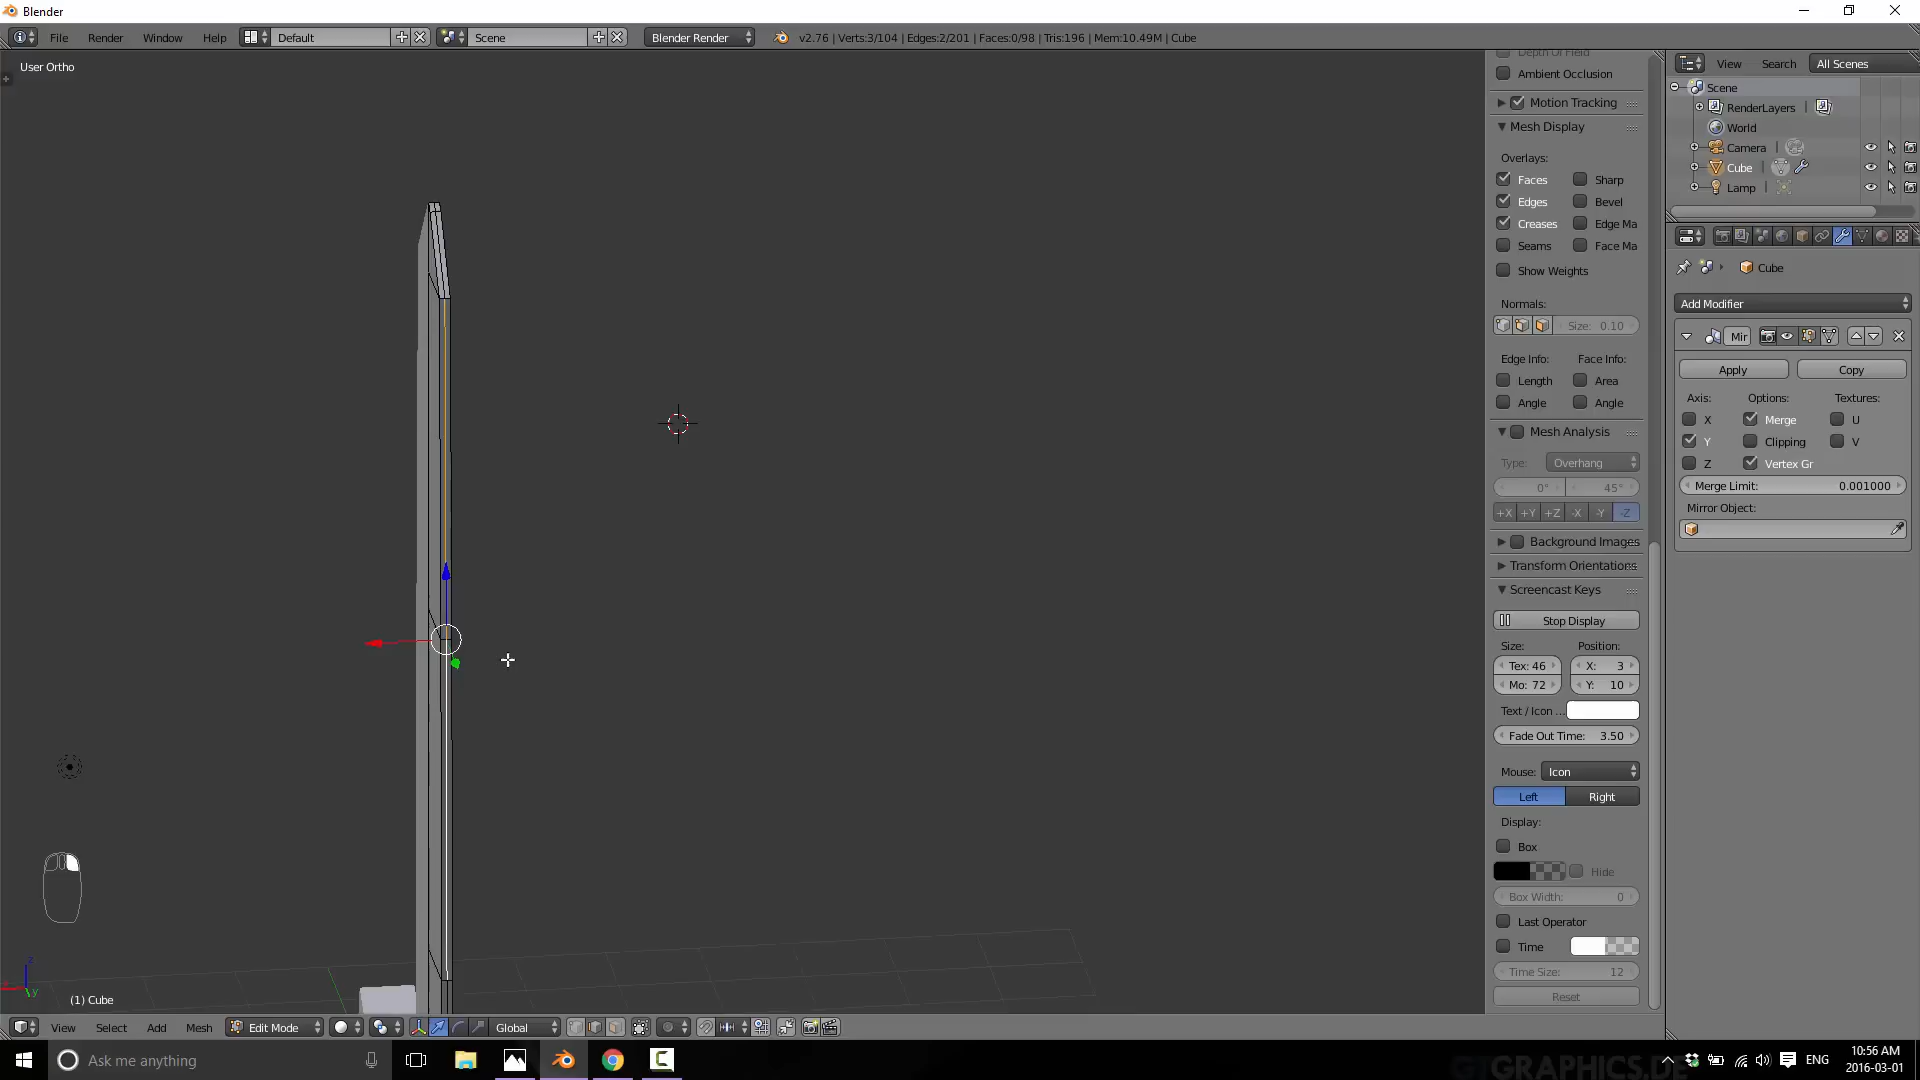 Blender
File Render Window Help Default Scene Blender Render v2.76 | Verts:3/104 | Edges:2/201 | Faces:0/98 | Tris:196 | Mem:10.49M | Cube
User Ortho
Depth Of Field
Ambient Occlusion
Motion Tracking
Mesh Display
Overlays:
Faces Sharp
Edges Bevel
Creases Edge Ma
Seams Face Ma
Show Weights
Normals:
Size: 0.10
Edge Info: Face Info:
Length Area
Angle Angle
Mesh Analysis
Type: Overhang
0° 45°
+X +Y +Z -X -Y -Z
Background Images
Transform Orientations
Screencast Keys
Stop Display
Size: Position:
Tex: 46 X: 3
Mo: 72 Y: 10
Text / Icon ...
Fade Out Time: 3.50
Mouse: Icon
Left Right
Display:
Box
Hide
Box Width: 0
Last Operator
Time
Time Size: 12
Reset
View Search All Scenes
Scene
RenderLayers
World
Camera
Cube
Lamp
Cube
Add Modifier
Mir
Apply Copy
Axis: Options: Textures:
X Merge U
Y Clipping V
Z Vertex Gr
Merge Limit: 0.001000
Mirror Object:
z
y
(1) Cube
View Select Add Mesh Edit Mode Global
Ask me anything
ENG
10:56 AM
2016-03-01
GTGRAPHICS.DE